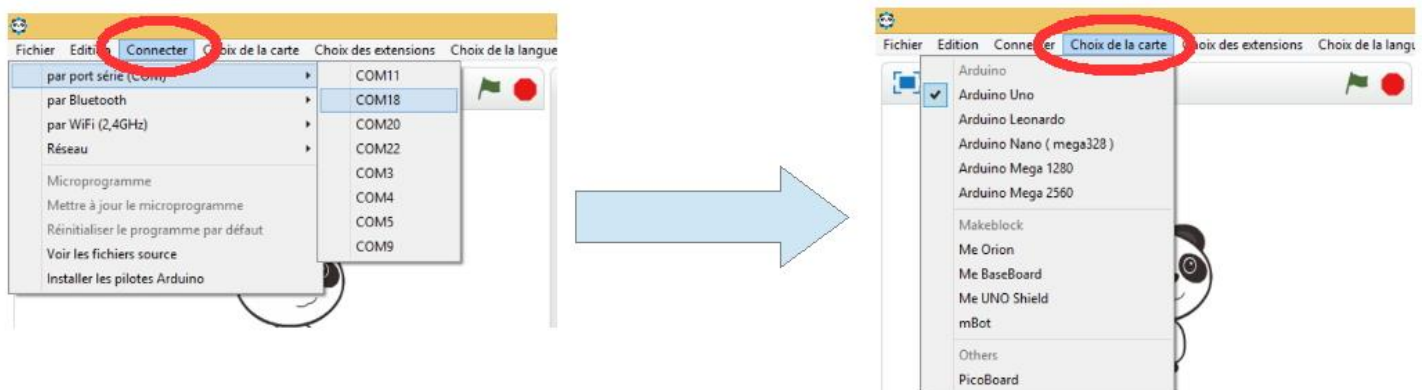 Fichier Edition Connecter Choix de la carte Choix des extensions Choix de la langue
par port série (COM)
par Bluetooth
par WiFi (2,4GHz)
Réseau
Microprogramme
Mettre à jour le microprogramme
Réinitialiser le programme par défaut
Voir les fichiers source
Installer les pilotes Arduino
COM11
COM18
COM20
COM22
COM3
COM4
COM5
COM9
Fichier Edition Connecter Choix de la carte Choix des extensions Choix de la langu
Arduino
Arduino Uno
Arduino Leonardo
Arduino Nano ( mega328 )
Arduino Mega 1280
Arduino Mega 2560
Makeblock
Me Orion
Me BaseBoard
Me UNO Shield
mBot
Others
PicoBoard